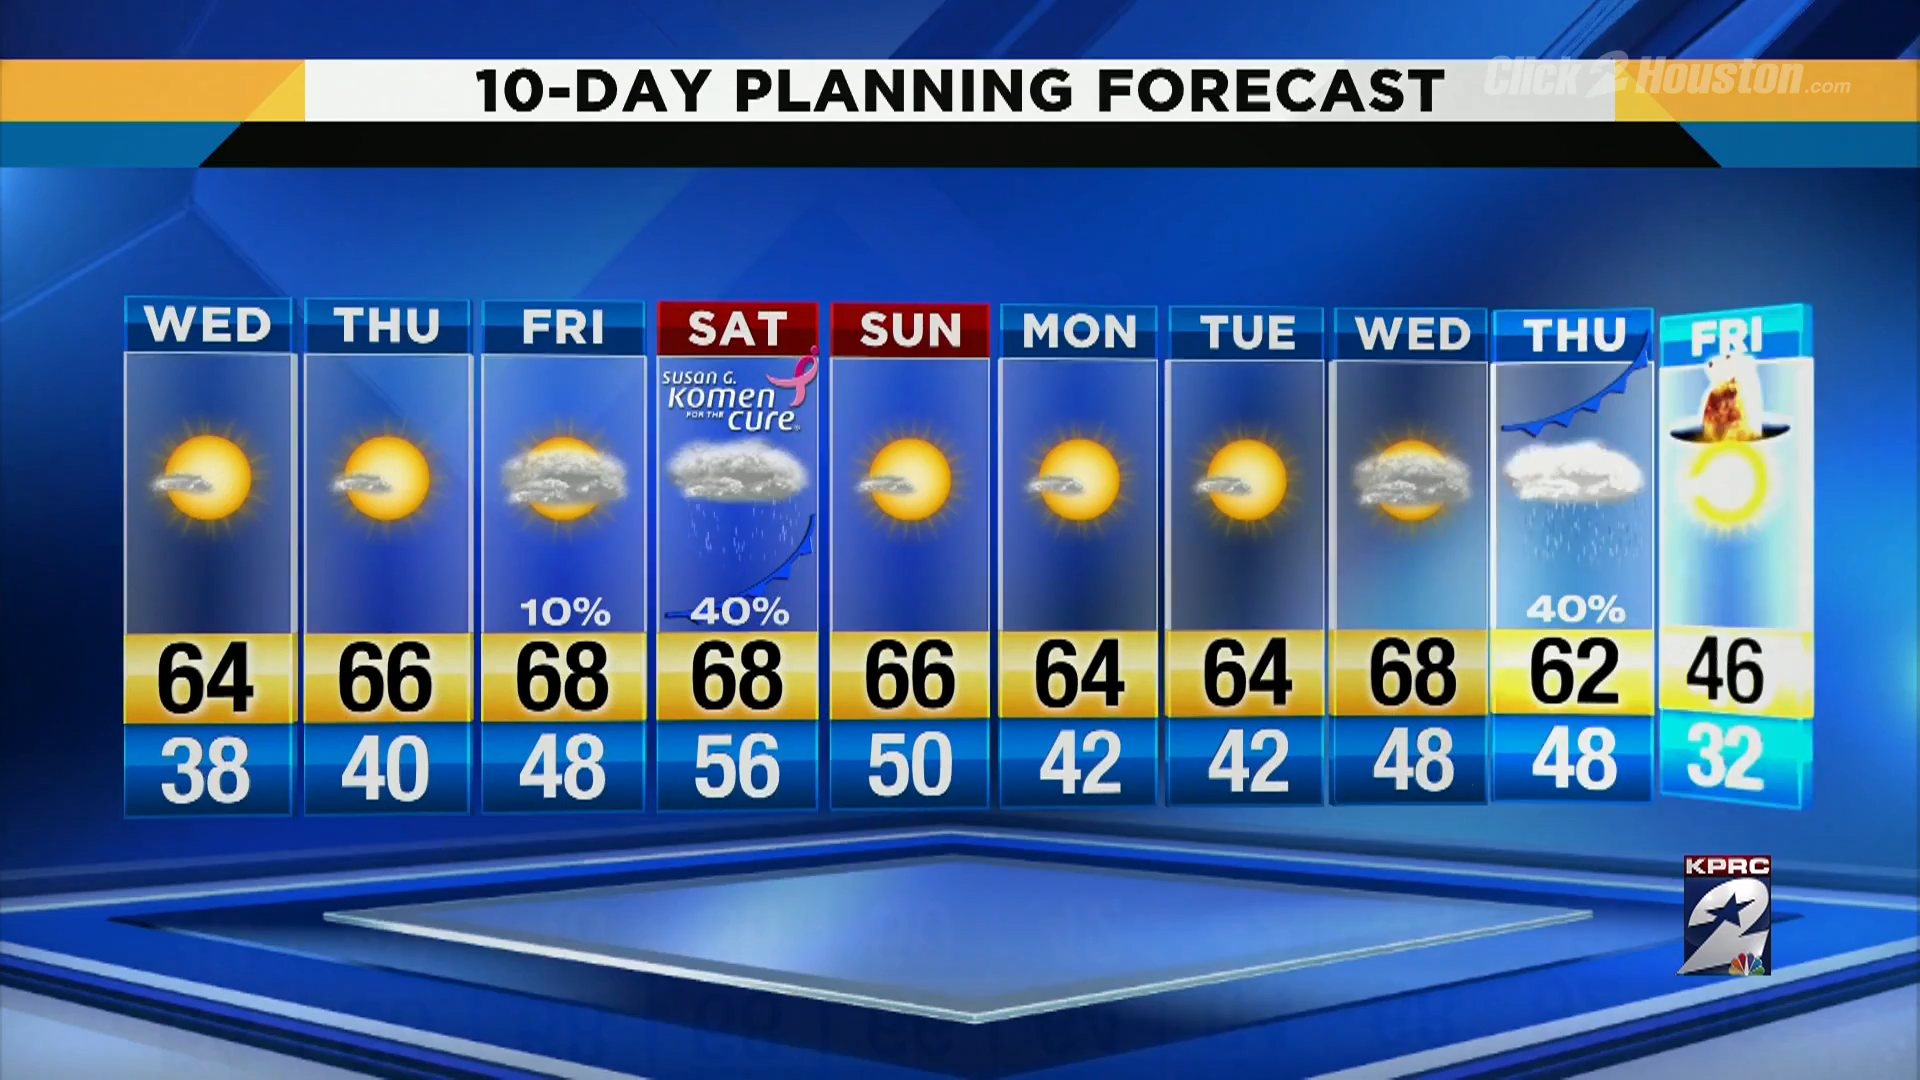 Click2Houston.com
10-DAY PLANNING FORECAST
WED THU FRI SAT SUN MON TUE WED THU FRI
SUSAN G.
Komen
FOR THE
CURE®
10% 40% 40%
64 66 68 68 66 64 64 68 62 46
38 40 48 56 50 42 42 48 48 32
KPRC
2